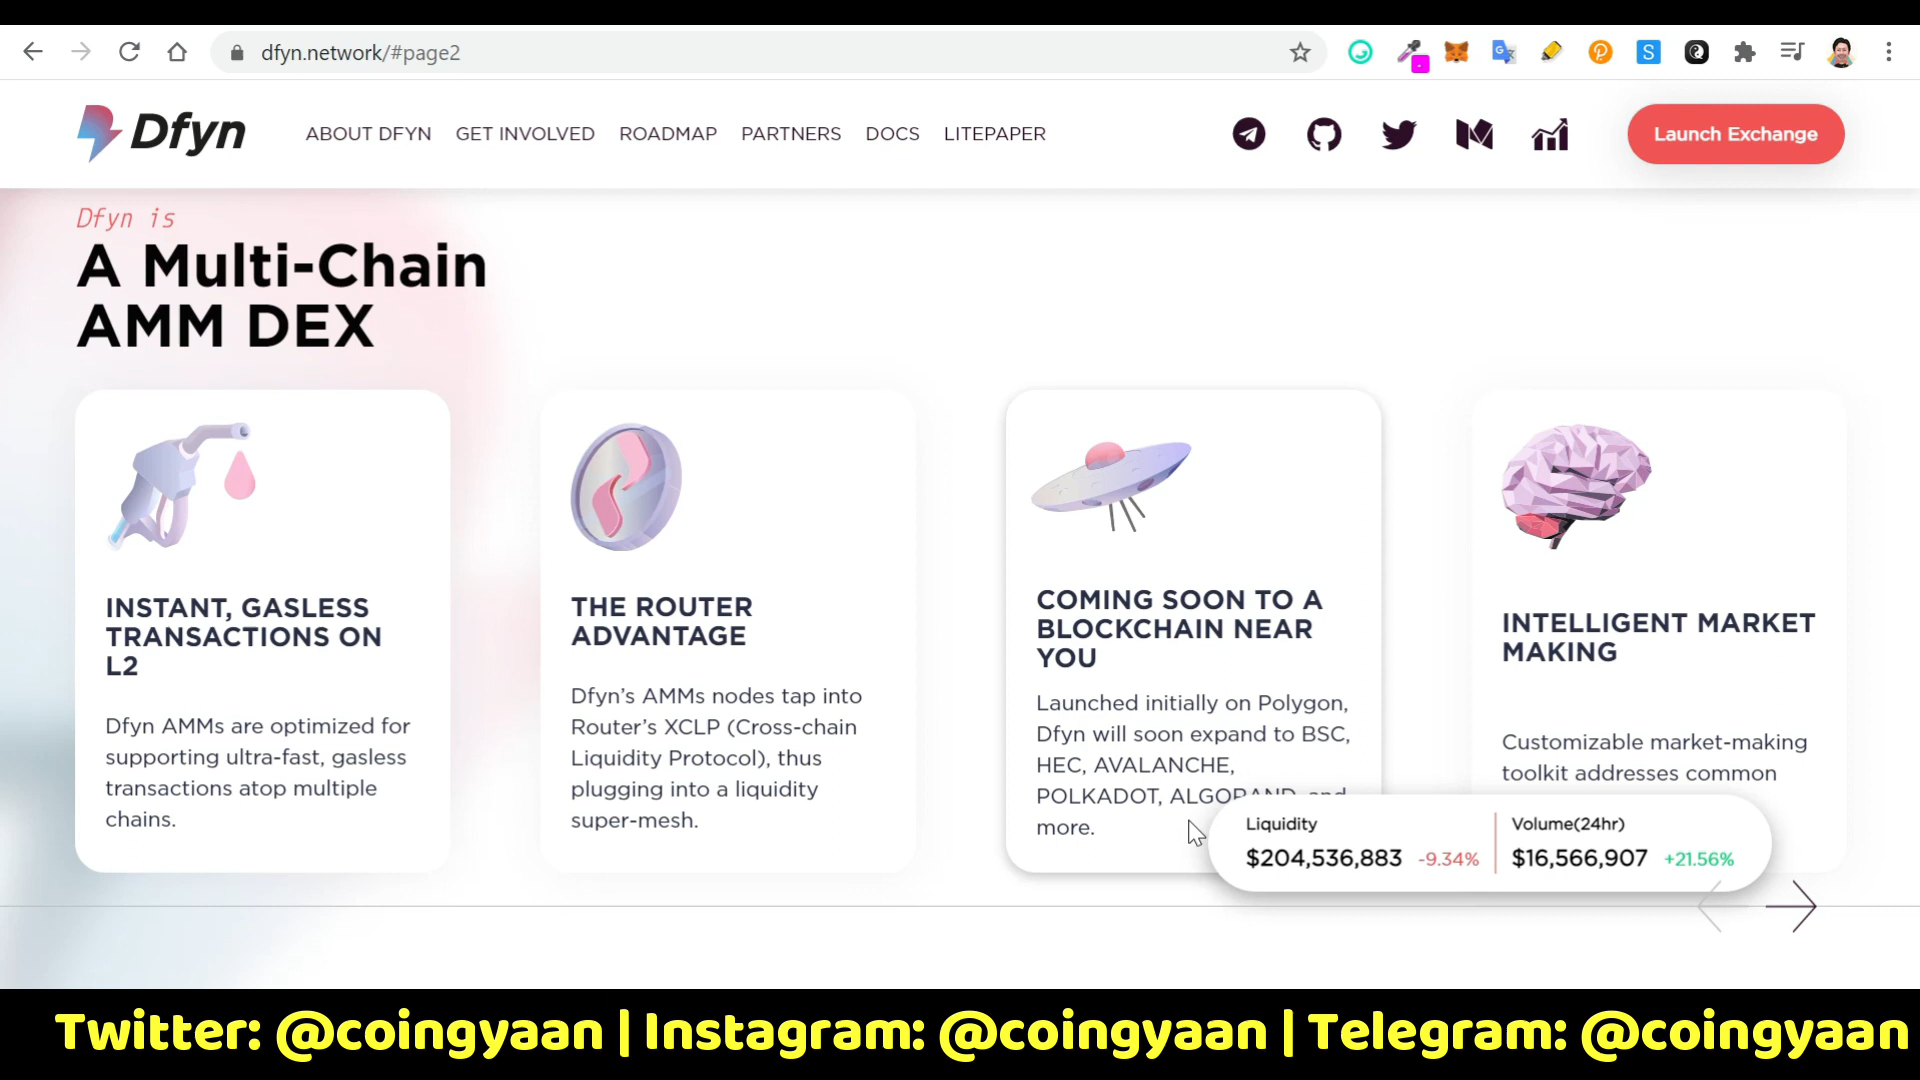 dfyn.network/#page2
Dfyn
ABOUT DFYN GET INVOLVED ROADMAP PARTNERS DOCS LITEPAPER
Launch Exchange
Dfyn is
A Multi-Chain
AMM DEX
INSTANT, GASLESS
TRANSACTIONS ON
L2
Dfyn AMMs are optimized for
supporting ultra-fast, gasless
transactions atop multiple
chains.
THE ROUTER
ADVANTAGE
Dfyn's AMMs nodes tap into
Router's XCLP (Cross-chain
Liquidity Protocol), thus
plugging into a liquidity
super-mesh.
COMING SOON TO A
BLOCKCHAIN NEAR
YOU
Launched initially on Polygon,
Dfyn will soon expand to BSC,
HEC, AVALANCHE,
POLKADOT, ALGORAND, and
more.
INTELLIGENT MARKET
MAKING
Customizable market-making
toolkit addresses common
Liquidity
$204,536,883 -9.34%
Volume(24hr)
$16,566,907 +21.56%
Twitter: @coingyaan | Instagram: @coingyaan | Telegram: @coingyaan